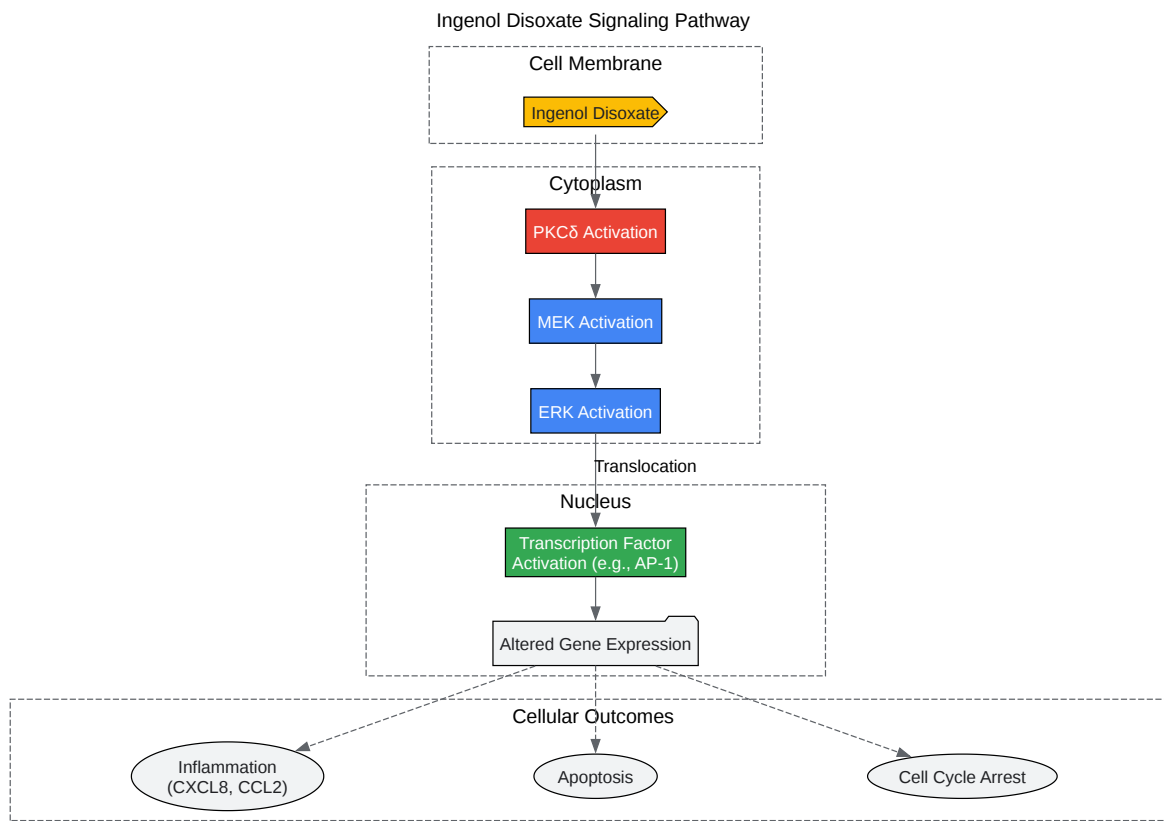 Ingenol Disoxate Signaling Pathway
Cell Membrane
Ingenol Disoxate
Cytoplasm
PKCδ Activation
MEK Activation
ERK Activation
Translocation
Nucleus
Transcription Factor
Activation (e.g., AP-1)
Altered Gene Expression
Cellular Outcomes
Inflammation
(CXCL8, CCL2)
Apoptosis
Cell Cycle Arrest